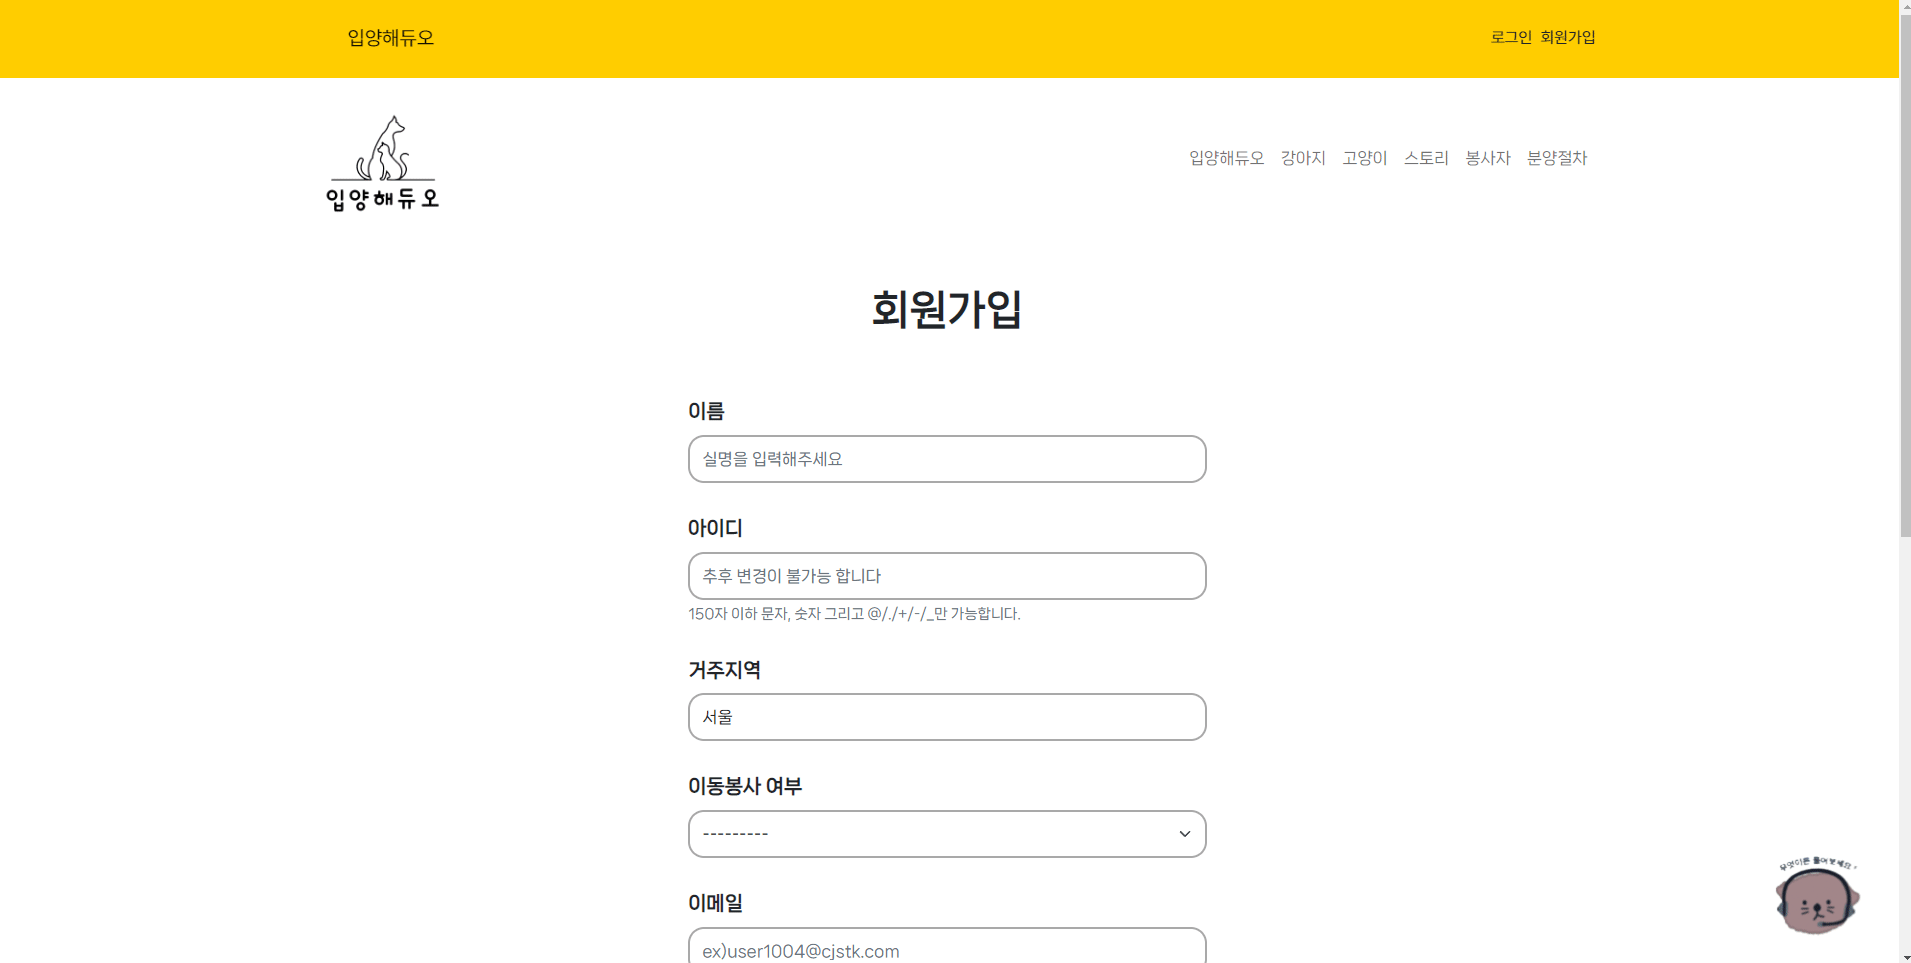 입양해듀오
로그인 회원가입
입양해듀오
입양해듀오 강아지 고양이 스토리 봉사자 분양절차
회원가입
이름
실명을 입력해주세요
아이디
추후 변경이 불가능 합니다
150자 이하 문자, 숫자 그리고 @/./+/-/_만 가능합니다.
거주지역
서울
이동봉사 여부
---------
무엇이든 물어보세요!
이메일
ex)user1004@cjstk.com